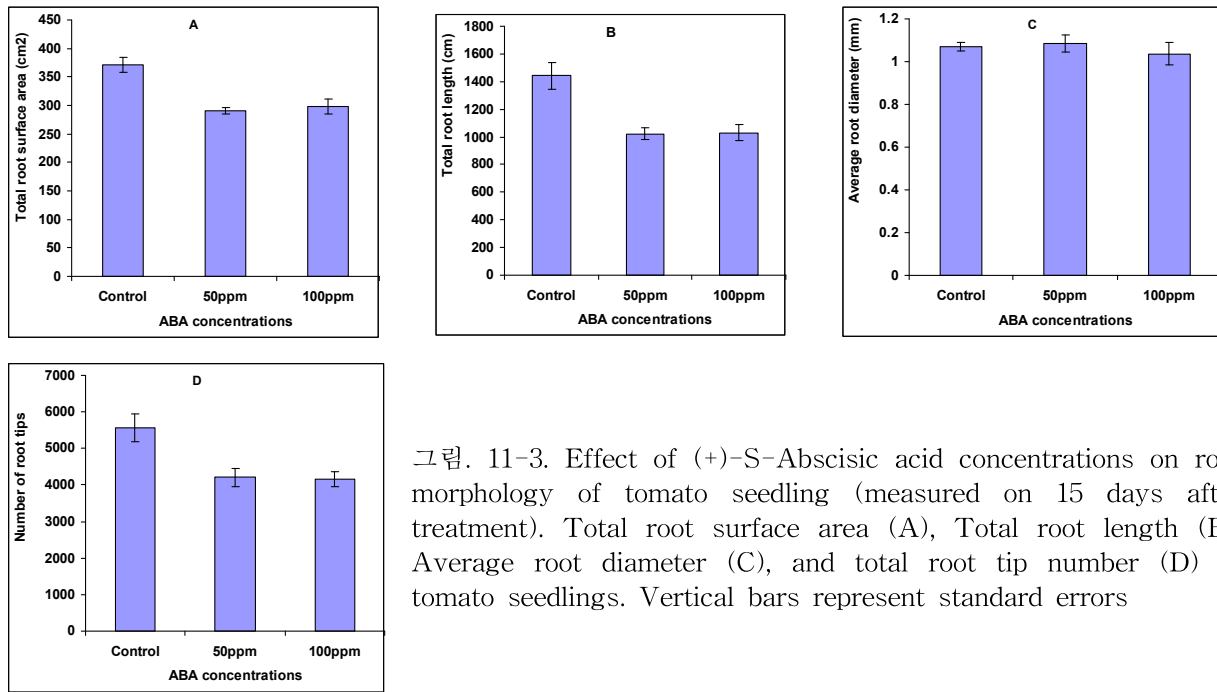 A
Total root surface area (cm2)
450
400
350
300
250
200
150
100
50
0
Control 50ppm 100ppm
ABA concentrations
B
Total root length (cm)
1800
1600
1400
1200
1000
800
600
400
200
0
Control 50ppm 100ppm
ABA concentrations
C
Average root diameter (mm)
1.2
1
0.8
0.6
0.4
0.2
0
Control 50ppm 100ppm
ABA concentrations
D
Number of root tips
7000
6000
5000
4000
3000
2000
1000
0
Control 50ppm 100ppm
ABA concentrations
그림. 11-3. Effect of (+)-S-Abscisic acid concentrations on
morphology of tomato seedling (measured on 15 days
treatment). Total root surface area (A), Total root length
Average root diameter (C), and total root tip number (D)
tomato seedlings. Vertical bars represent standard errors